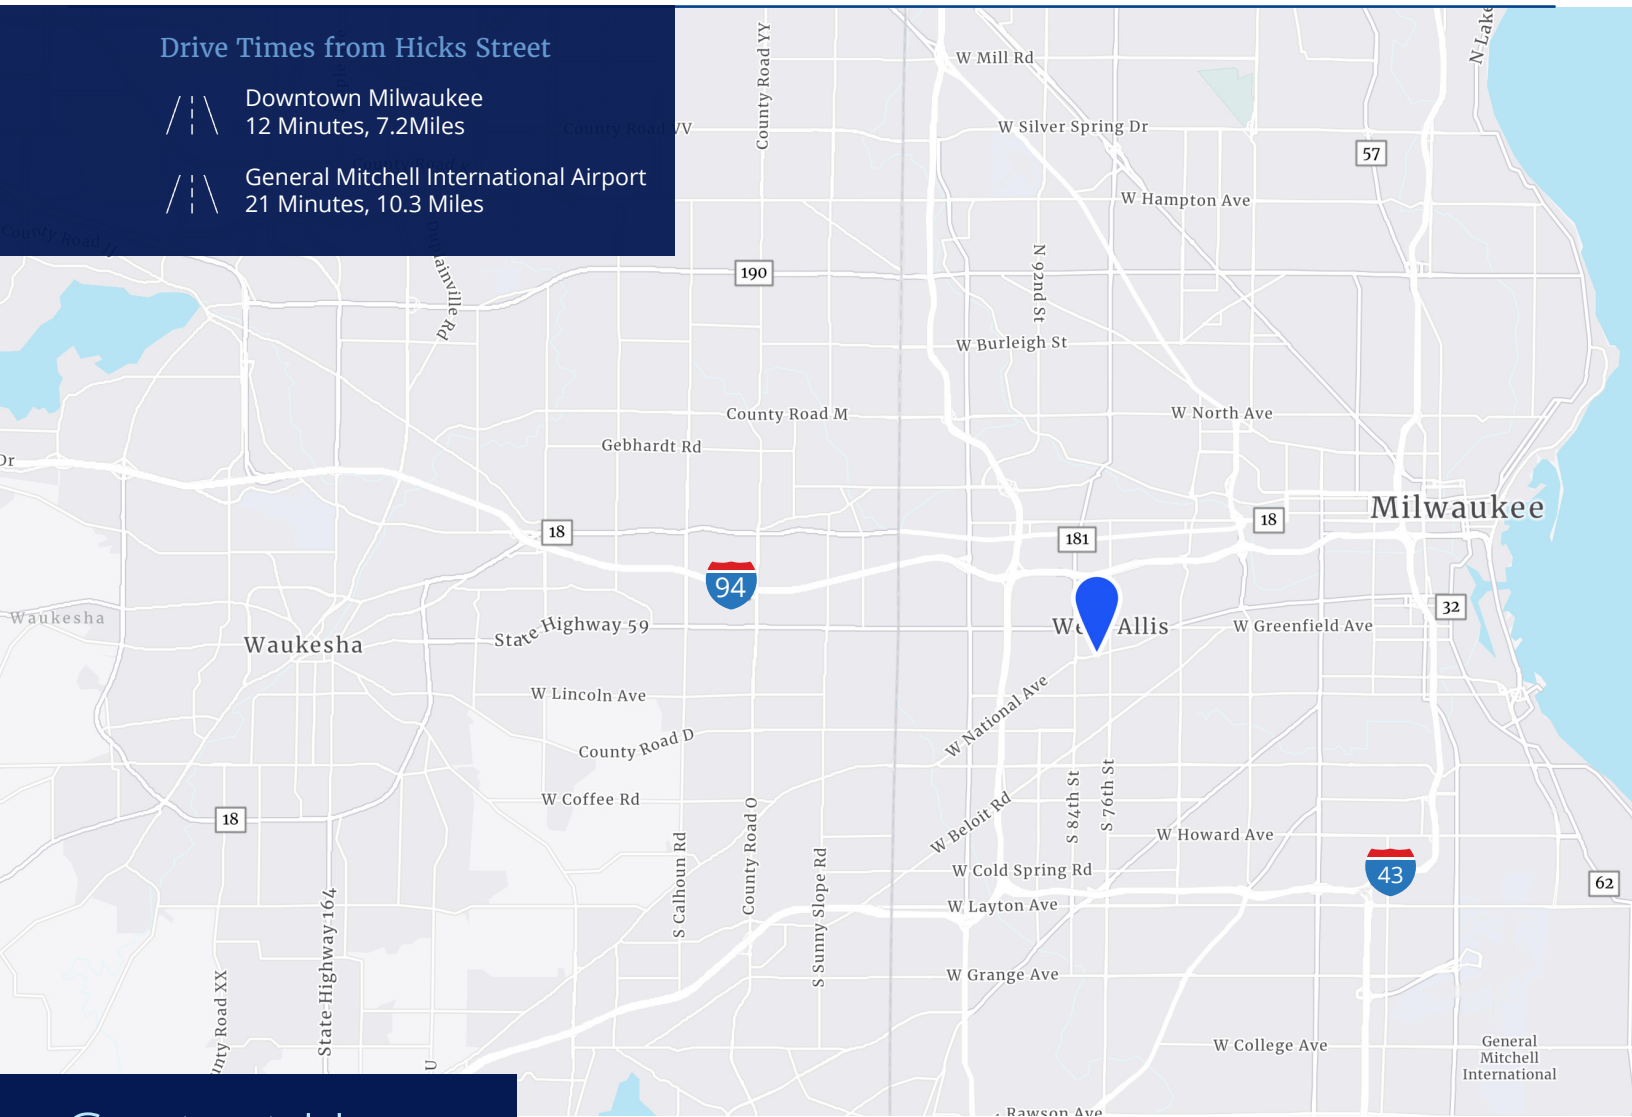 Drive Times from Hicks Street
Downtown Milwaukee
12 Minutes, 7.2Miles
General Mitchell International Airport
21 Minutes, 10.3 Miles
County Road VV
County Road YY
W Mill Rd
N Lake
W Silver Spring Dr
57
W Hampton Ave
190
N 92nd St
W Burleigh St
County Road M
W North Ave
Gebhardt Rd
Dr
Milwaukee
18
18
181
94
32
Waukesha
Waukesha
State Highway 59
Allis
W Greenfield Ave
W Lincoln Ave
W National Ave
County Road D
W Coffee Rd
18
County Road O
S 84th St
S 76th St
W Beloit Rd
W Howard Ave
S Calhoun Rd
S Sunny Slope Rd
W Cold Spring Rd
43
62
W Layton Ave
State Highway 164
W Grange Ave
unty Road XX
U
W College Ave
General
Mitchell
International
Rawson Ave